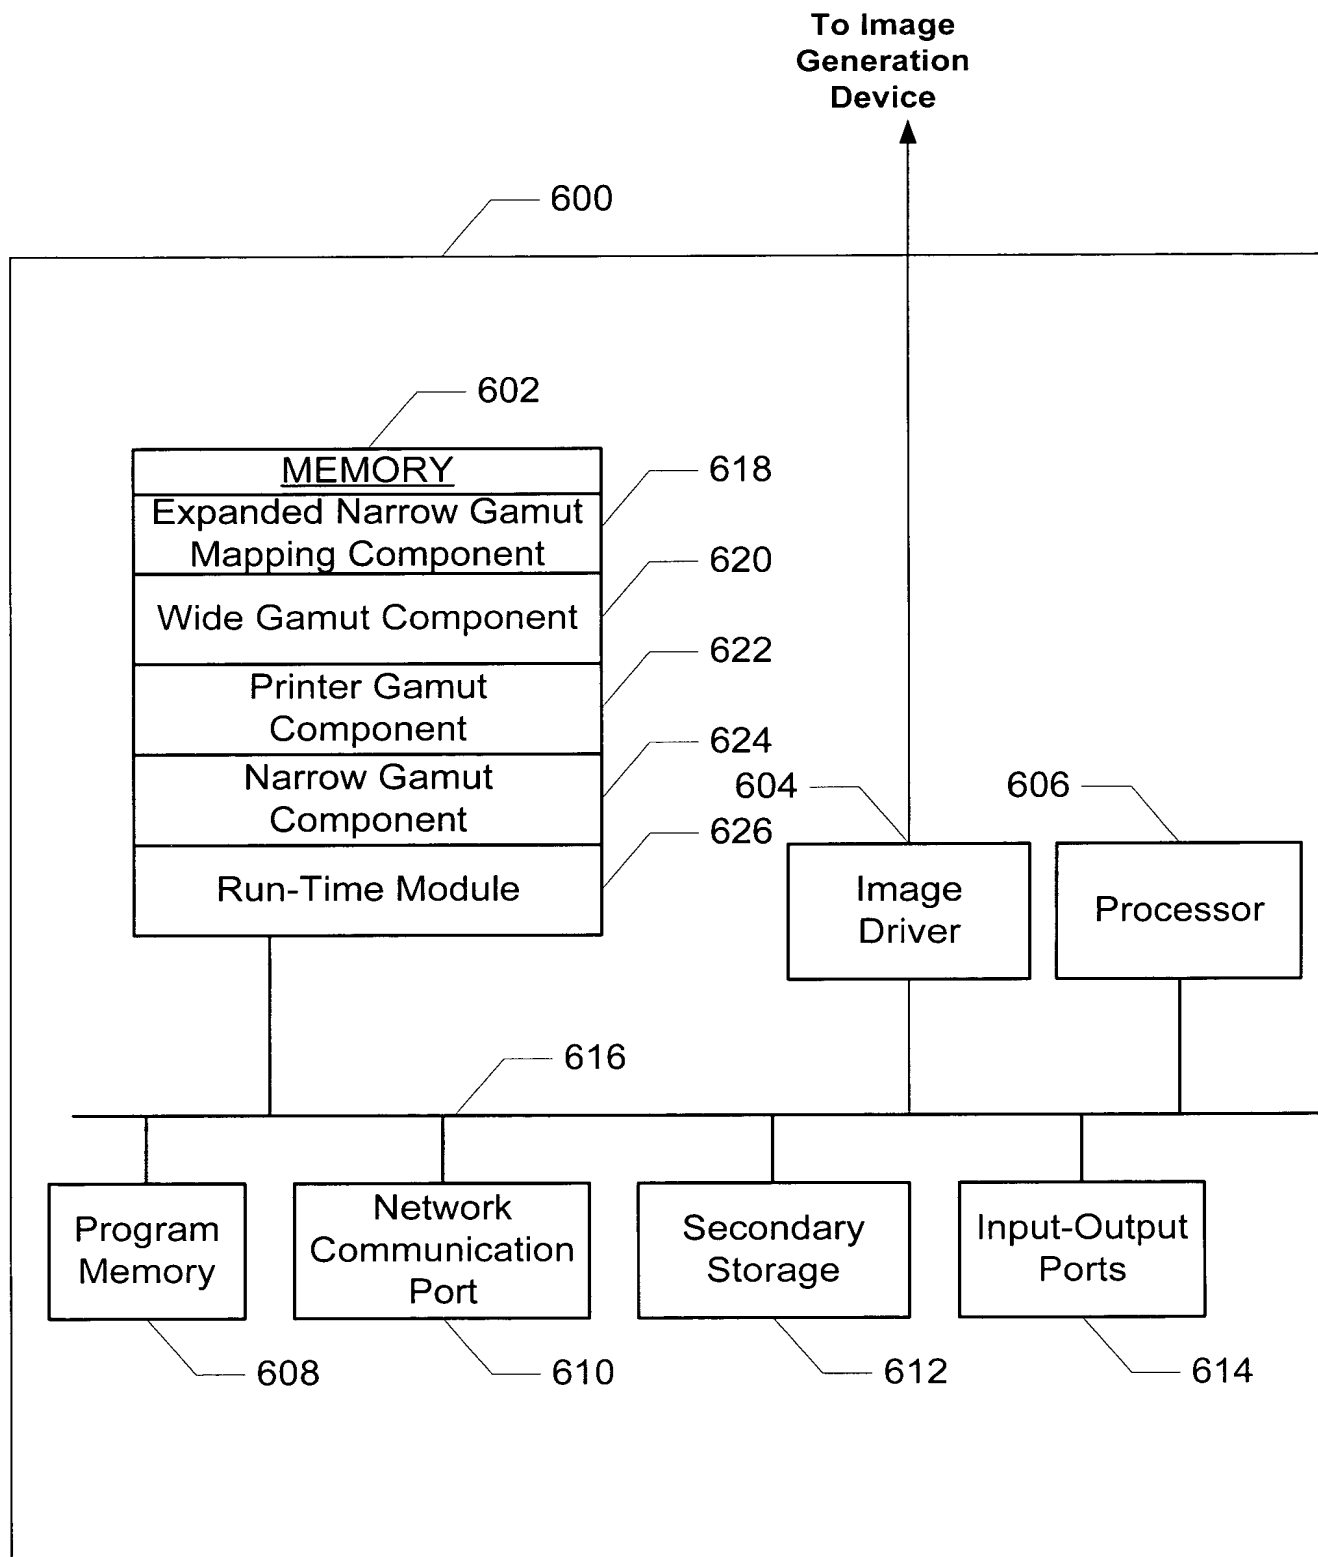 To Image
Generation
Device
600
602
MEMORY
618
Expanded Narrow Gamut
Mapping Component
620
Wide Gamut Component
622
Printer Gamut
Component
624
Narrow Gamut
Component
604
606
626
Run-Time Module
Image
Driver
Processor
616
Program
Memory
Network
Communication
Port
Secondary
Storage
Input-Output
Ports
608
610
612
614